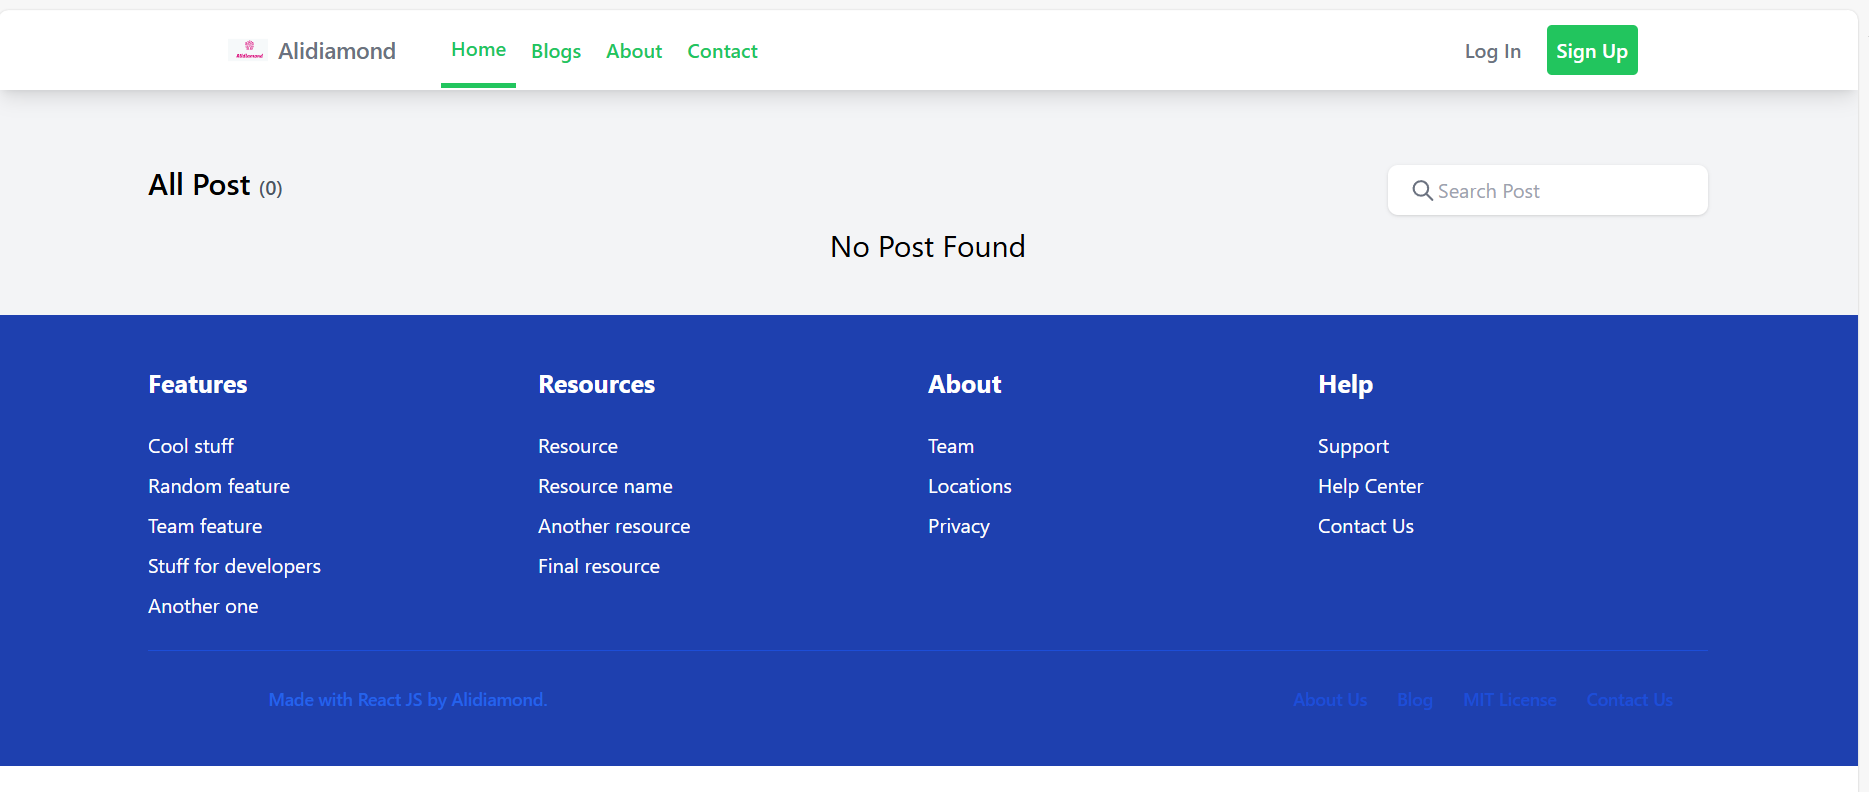 Alidiamond Alidiamond Home Blogs About Contact Log In Sign Up
All Post (0) Search Post
No Post Found
Features Resources About Help
Cool stuff Resource Team Support
Random feature Resource name Locations Help Center
Team feature Another resource Privacy Contact Us
Stuff for developers Final resource
Another one
Made with React JS by Alidiamond. About Us Blog MIT License Contact Us